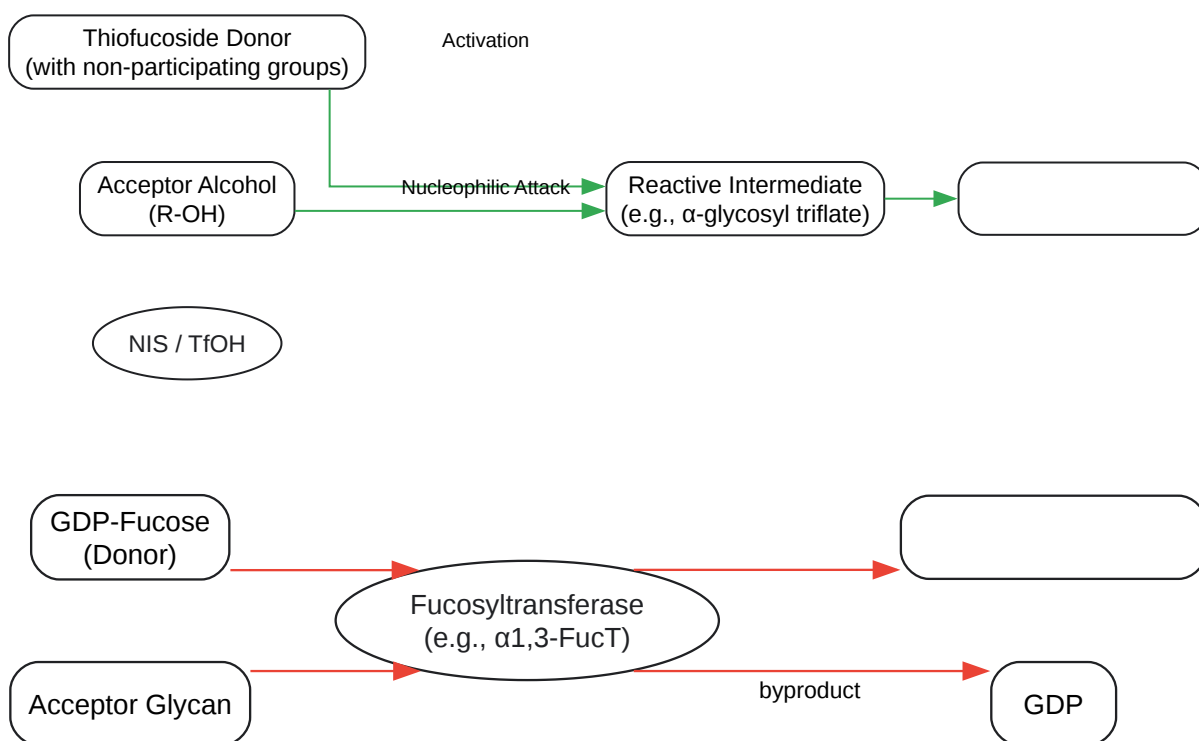 Thiofucoside Donor
(with non-participating groups)
Activation
Acceptor Alcohol
(R-OH)
Nucleophilic Attack
Reactive Intermediate
(e.g., α-glycosyl triflate)
NIS / TfOH
GDP-Fucose
(Donor)
Fucosyltransferase
(e.g., α1,3-FucT)
Acceptor Glycan
byproduct
GDP